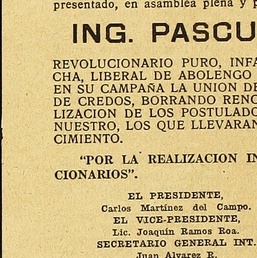 presentado, en asamblea plena y p
ING. PASCU
REVOLUCIONARIO PURO, INFA
CHA, LIBERAL DE ABOLENGO
EN SU CAMPAÑA LA UNION DE
DE CREDOS, BORRANDO RENC
LIZACION DE LOS POSTULADO
NUESTRO, LOS QUE LLEVARAN
CIMIENTO.
"POR LA REALIZACION IN
CIONARIOS".
EL PRESIDENTE,
Carlos Martínez del Campo.
EL VICE-PRESIDENTE,
Lic. Joaquín Ramos Roa.
SECRETARIO GENERAL INT.
Juan Alvarez R.